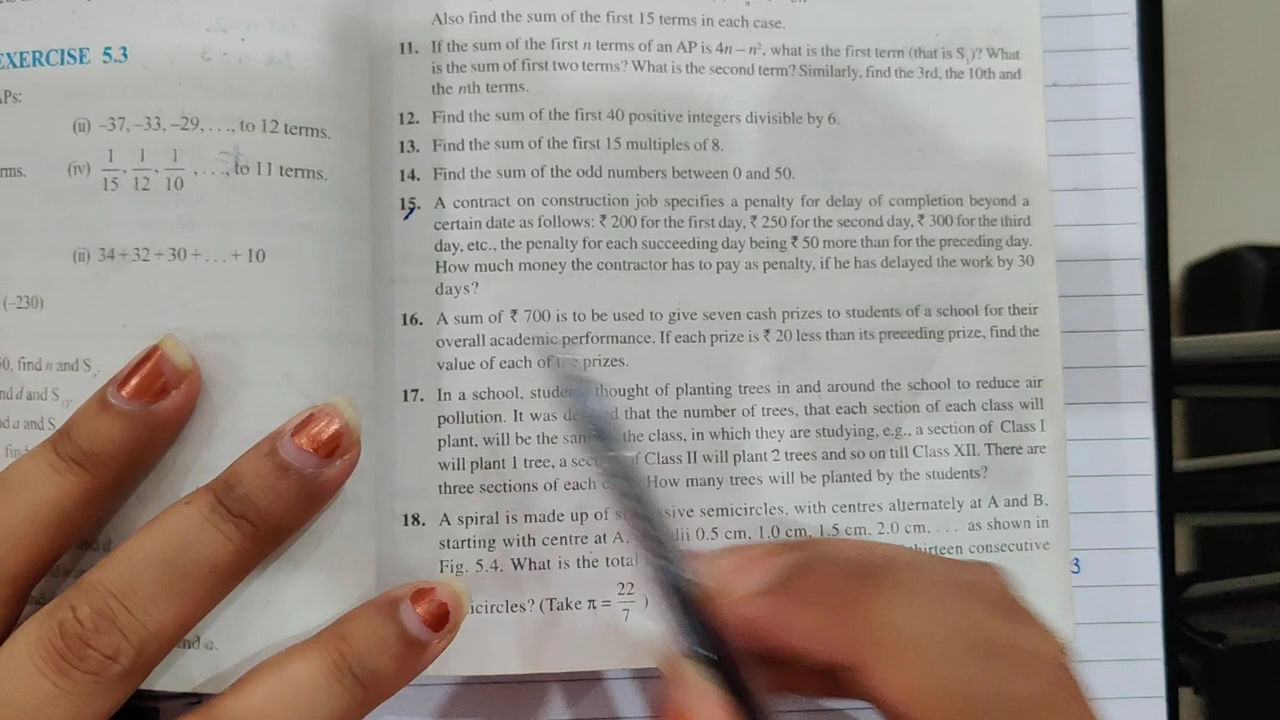 EXERCISE 5.3
APs:
(ii) –37, –33, –29, . . ., to 12 terms.
(iv) 1/15, 1/12, 1/10, . . ., to 11 terms.
(ii) 34 + 32 + 30 + . . . + 10
(–230)
find n and S
d and S
a and S
Also find the sum of the first 15 terms in each case.
11. If the sum of the first n terms of an AP is 4n – n², what is the first term (that is S₁)? What
is the sum of first two terms? What is the second term? Similarly, find the 3rd, the 10th and
the nth terms.
12. Find the sum of the first 40 positive integers divisible by 6.
13. Find the sum of the first 15 multiples of 8.
14. Find the sum of the odd numbers between 0 and 50.
15. A contract on construction job specifies a penalty for delay of completion beyond a
certain date as follows: ₹ 200 for the first day, ₹ 250 for the second day, ₹ 300 for the third
day, etc., the penalty for each succeeding day being ₹ 50 more than for the preceding day.
How much money the contractor has to pay as penalty, if he has delayed the work by 30
days?
16. A sum of ₹ 700 is to be used to give seven cash prizes to students of a school for their
overall academic performance. If each prize is ₹ 20 less than its preceding prize, find the
value of each of the prizes.
17. In a school, students thought of planting trees in and around the school to reduce air
pollution. It was that the number of trees, that each section of each class will
plant, will be the the class, in which they are studying, e.g., a section of Class I
will plant 1 tree, a of Class II will plant 2 trees and so on till Class XII. There are
three sections of each How many trees will be planted by the students?
18. A spiral is made up of semicircles, with centres alternately at A and B,
starting with centre at A, 0.5 cm, 1.0 cm, 1.5 cm, 2.0 cm, . . . as shown in
Fig. 5.4. What is the total thirteen consecutive
(Take π = 22/7 )
3